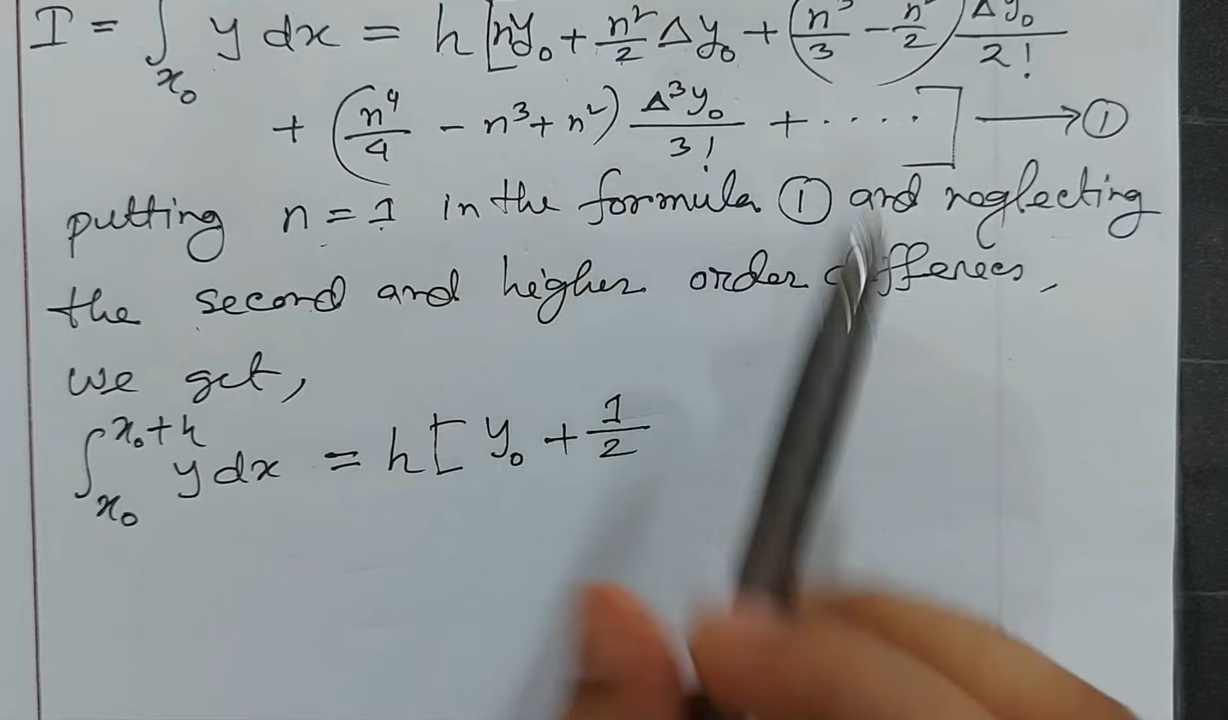 I = ∫x₀ y dx = h [ny₀ + n²/2 Δy₀ + (n³/3 − n²/2) Δy₀/2!
+ (n⁴/4 − n³ + n²) Δ³y₀/3! + ....] ⟶ ①
putting n = 1 in the formula ① and neglecting
the second and higher order differences,
we get,
∫x₀^x₀+h y dx = h [ y₀ + 1/2